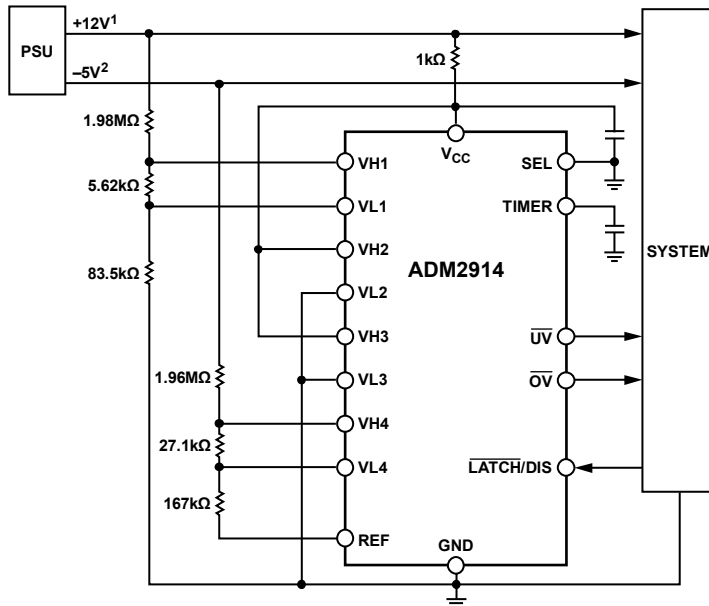 PSU
+12V1
–5V2
1kΩ
1.98MΩ
5.62kΩ
83.5kΩ
1.96MΩ
27.1kΩ
167kΩ
VCC
VH1
VL1
VH2
VL2
VH3
VL3
VH4
VL4
REF
ADM2914
SEL
TIMER
UV
OV
LATCH/DIS
GND
SYSTEM